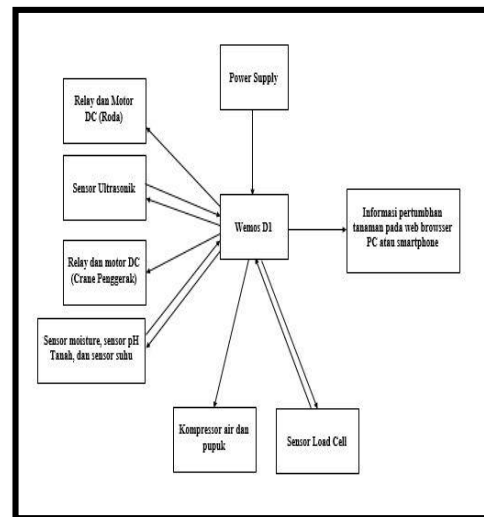 Power Supply
Relay dan Motor
DC (Roda)
Sensor Ultrasonik
Wemos D1
Informasi pertumbhan
tanaman pada web browsser
PC atau smartphone
Relay dan motor DC
(Crane Penggerak)
Sensor moisture, sensor pH
Tanah, dan sensor suhu
Kompressor air dan
pupuk
Sensor Load Cell